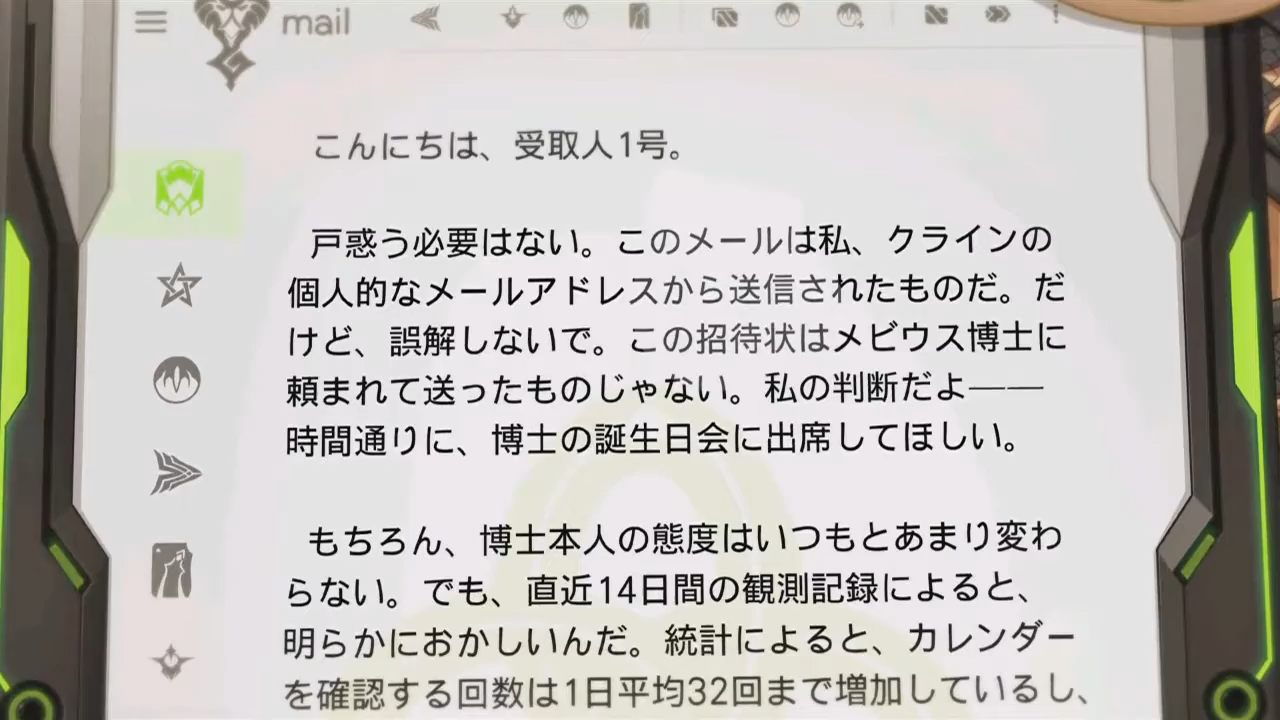 mail
こんにちは、受取人1号。
戸惑う必要はない。このメールは私、クラインの
個人的なメールアドレスから送信されたものだ。だ
けど、誤解しないで。この招待状はメビウス博士に
頼まれて送ったものじゃない。私の判断だよ――
時間通りに、博士の誕生日会に出席してほしい。
もちろん、博士本人の態度はいつもとあまり変わ
らない。でも、直近14日間の観測記録によると、
明らかにおかしいんだ。統計によると、カレンダー
を確認する回数は1日平均32回まで増加しているし、